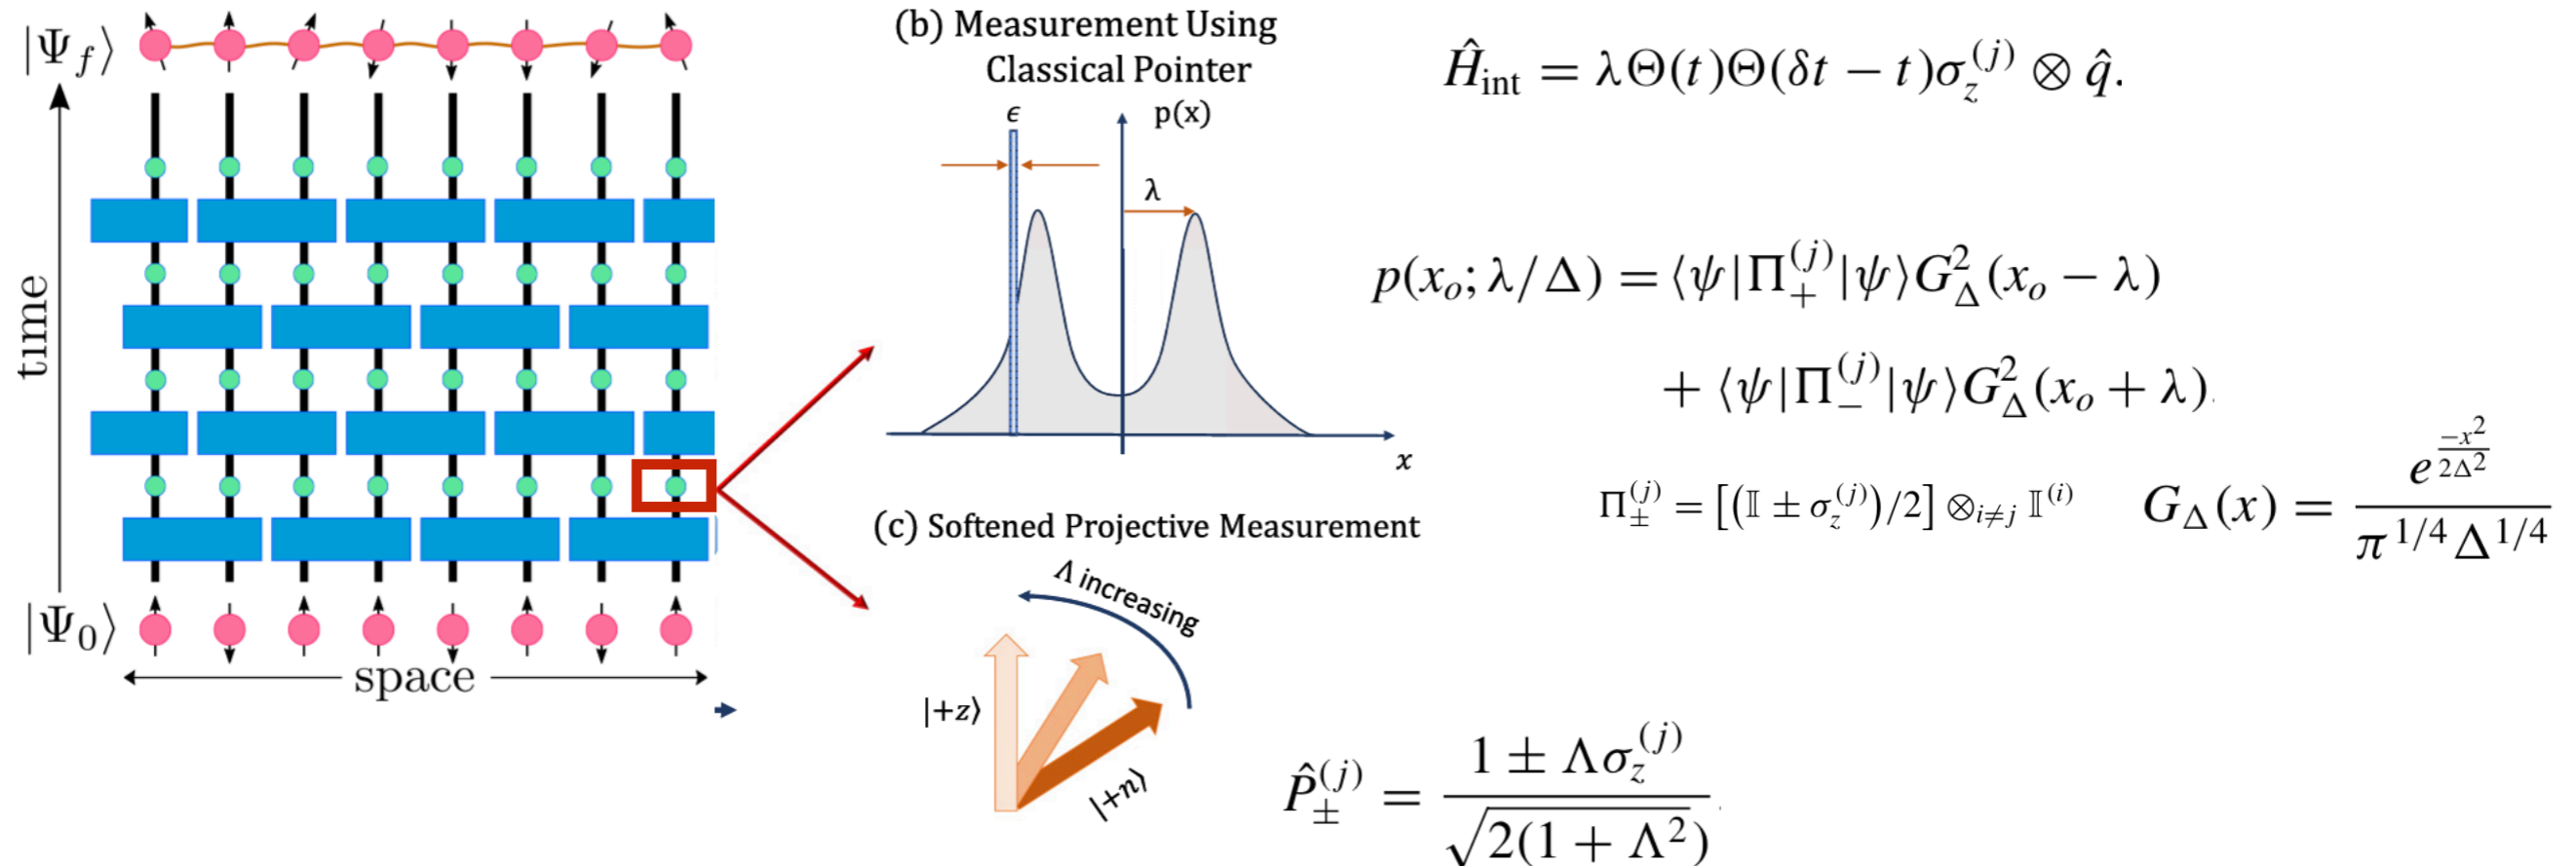 |Ψ_f⟩
time
|Ψ_0⟩
space
(b) Measurement Using
Classical Pointer
ϵ
p(x)
λ
x
(c) Softened Projective Measurement
Λ increasing
|+z⟩
|+n⟩
Ĥ_int = λΘ(t)Θ(δt − t)σ_z^{(j)} ⊗ q̂.
p(x_o; λ/Δ) = ⟨ψ|Π_+^{(j)}|ψ⟩G_Δ^2(x_o − λ)
+ ⟨ψ|Π_−^{(j)}|ψ⟩G_Δ^2(x_o + λ).
Π_±^{(j)} = [(𝕀 ± σ_z^{(j)})/2] ⊗_{i≠j} 𝕀^{(i)}
G_Δ(x) = e^{\frac{-x^2}{2Δ^2}} / (π^{1/4} Δ^{1/4})
P̂_±^{(j)} = (1 ± Λσ_z^{(j)}) / √(2(1 + Λ^2))